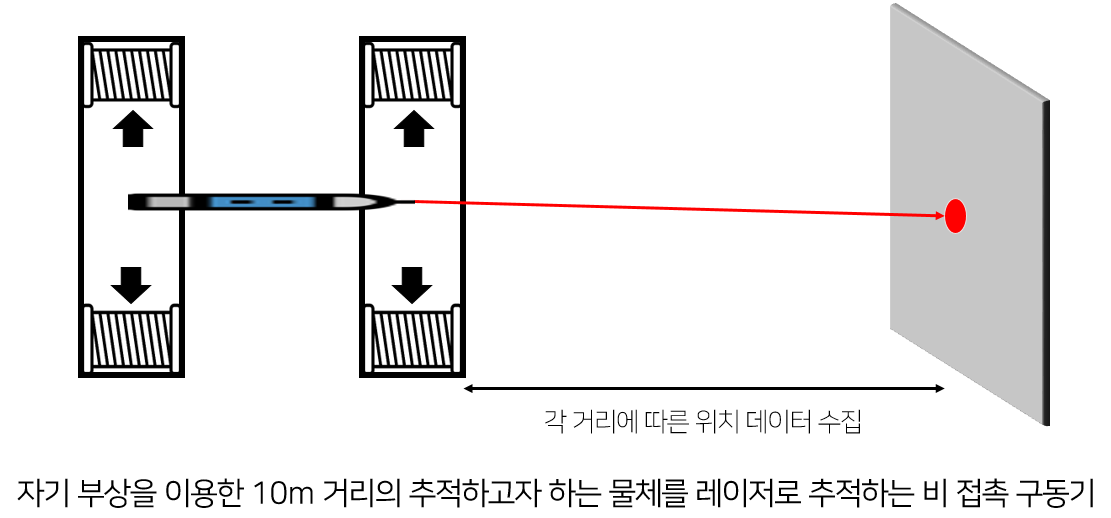 각 거리에 따른 위치 데이터 수집
자기 부상을 이용한 10m 거리의 추적하고자 하는 물체를 레이저로 추적하는 비 접촉 구동기